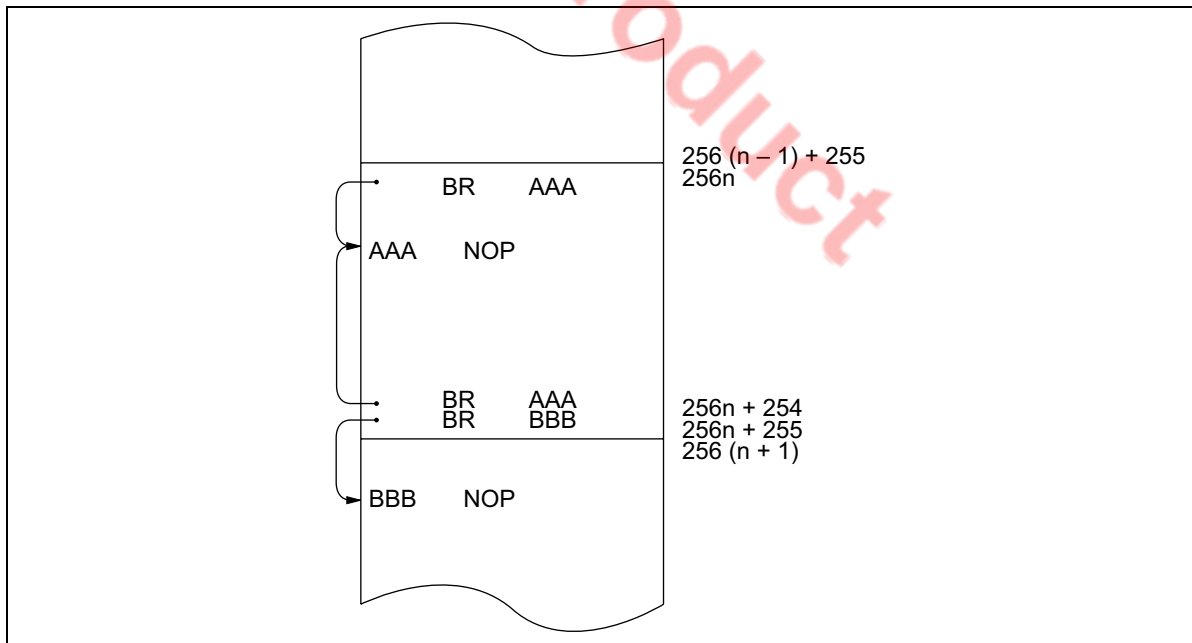 oduct
256 (n – 1) + 255
256n
BR AAA
AAA NOP
BR AAA
BR BBB
256n + 254
256n + 255
256 (n + 1)
BBB NOP